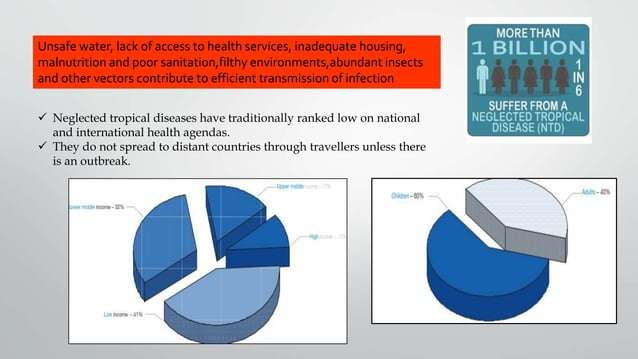 Unsafe water, lack of access to health services, inadequate housing,
malnutrition and poor sanitation,filthy environments,abundant insects
and other vectors contribute to efficient transmission of infection
MORE THAN
1 BILLION
1
IN
6
SUFFER FROM A
NEGLECTED TROPICAL
DISEASE (NTD)
✓ Neglected tropical diseases have traditionally ranked low on national
and international health agendas.
✓ They do not spread to distant countries through travellers unless there
is an outbreak.
Upper middle income
middle income –
High
Low income – 41%
Children – 60%
Adults – 40%